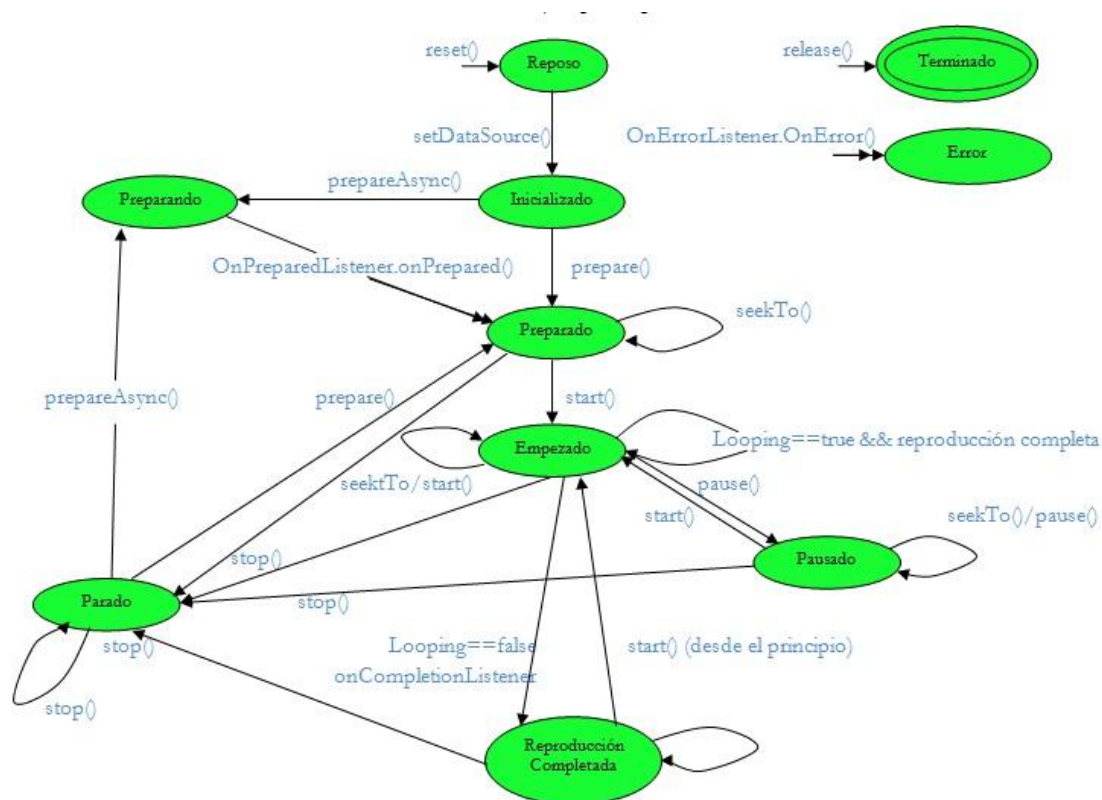 reset()
Reposo
release()
Terminado
setDataSource()
OnErrorListener.OnError()
Error
prepareAsync()
Preparando
Inicializado
OnPreparedListener.onPrepared()
prepare()
Preparado
seekTo()
prepareAsync()
prepare()
start()
Empezado
Looping==true && reproducción completa
seektTo/start()
pause()
start()
seekTo()/pause()
Pausado
stop()
Parado
stop()
stop()
Looping==false
onCompletionListener
start() (desde el principio)
stop()
Reproducción
Completada